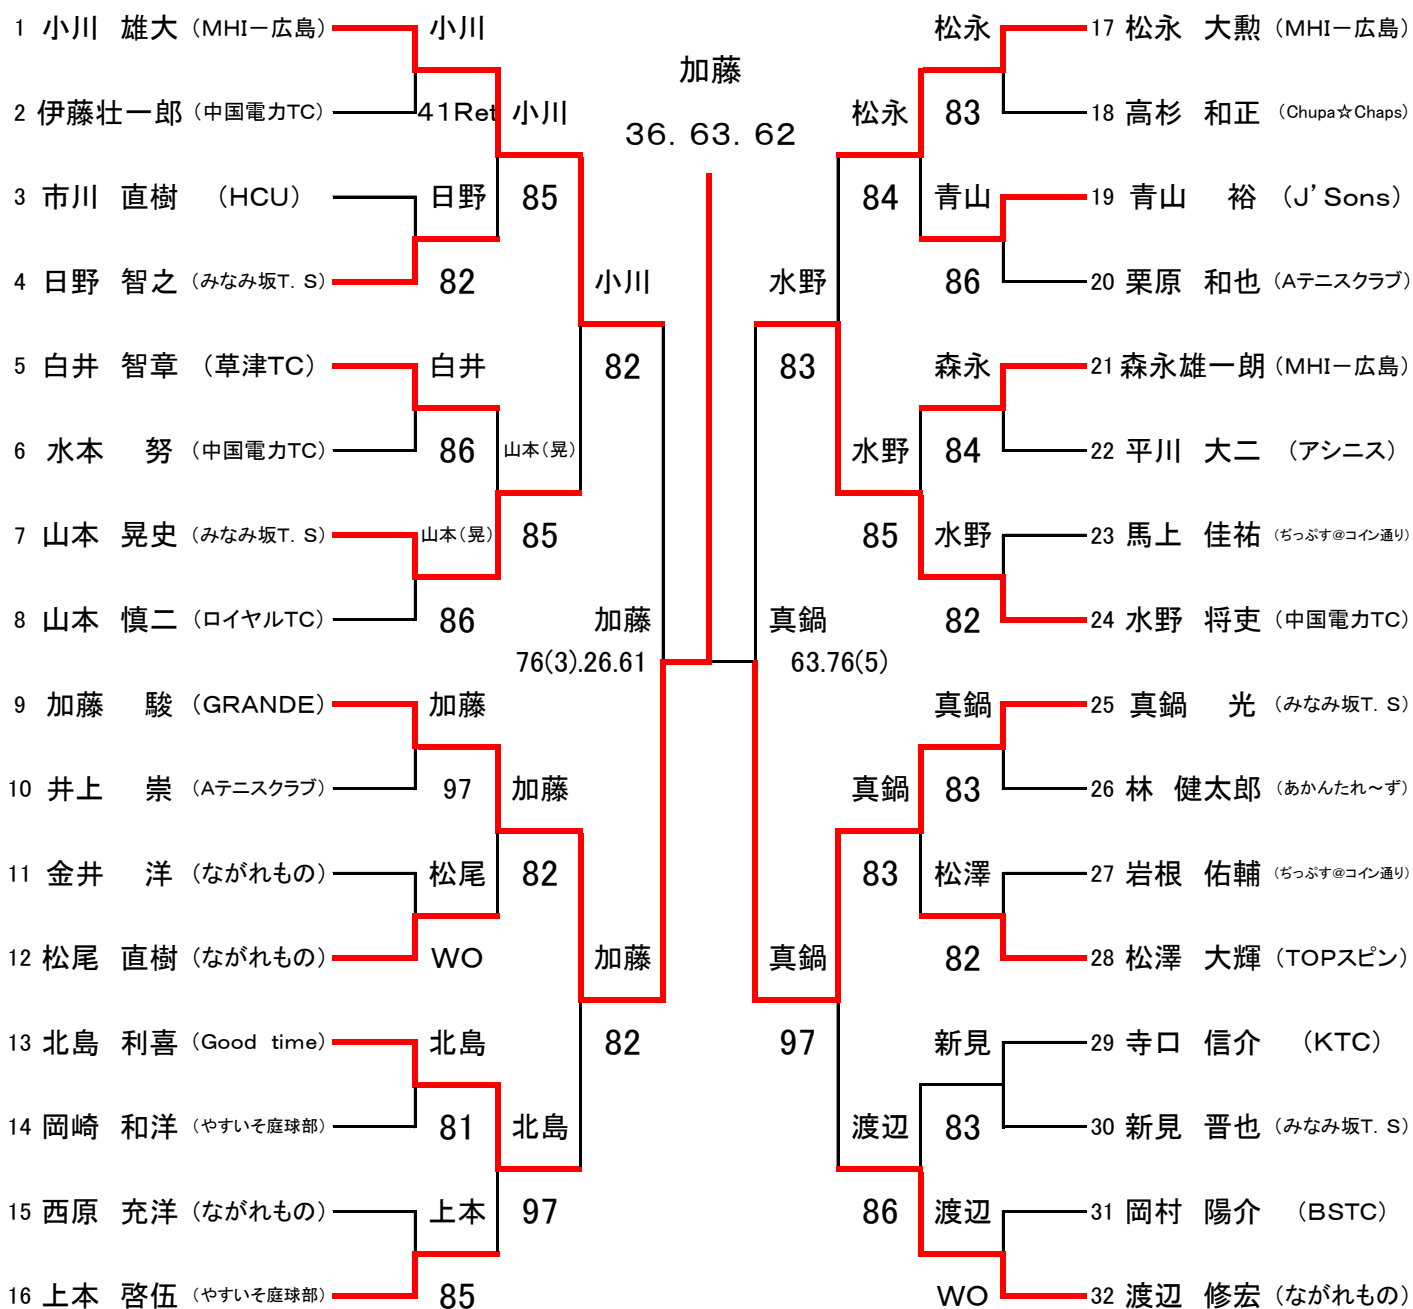 1 小川 雄大 (MHI－広島) 小川
2 伊藤壮一郎 (中国電力TC) 41Ret 小川
3 市川 直樹 (HCU) 日野 85
4 日野 智之 (みなみ坂T．S) 82 小川
5 白井 智章 (草津TC) 白井 82
6 水本 努 (中国電力TC) 86 山本(晃)
7 山本 晃史 (みなみ坂T．S) 山本(晃) 85
8 山本 慎二 (ロイヤルTC) 86 加藤
76(3).26.61
9 加藤 駿 (GRANDE) 加藤
10 井上 崇 (Aテニスクラブ) 97 加藤
11 金井 洋 (ながれもの) 松尾 82
12 松尾 直樹 (ながれもの) WO 加藤
13 北島 利喜 (Good time) 北島 82
14 岡崎 和洋 (やすいそ庭球部) 81 北島
15 西原 充洋 (ながれもの) 上本 97
16 上本 啓伍 (やすいそ庭球部) 85
加藤
36．63．62
松永 17 松永 大勲 (MHI－広島)
松永 83 18 高杉 和正 (Chupa☆Chaps)
84 青山 19 青山 裕 (J’Sons)
水野 86 20 栗原 和也 (Aテニスクラブ)
83 森永 21 森永雄一朗 (MHI－広島)
水野 84 22 平川 大二 (アシニス)
85 水野 23 馬上 佳祐 (ぢっぷす@コイン通り)
真鍋 82 24 水野 将吏 (中国電力TC)
63.76(5)
真鍋 25 真鍋 光 (みなみ坂T．S)
真鍋 83 26 林 健太郎 (あかんたれ～ず)
83 松澤 27 岩根 佑輔 (ぢっぷす@コイン通り)
真鍋 82 28 松澤 大輝 (TOPスピン)
97 新見 29 寺口 信介 (KTC)
渡辺 83 30 新見 晋也 (みなみ坂T．S)
86 渡辺 31 岡村 陽介 (BSTC)
WO 32 渡辺 修宏 (ながれもの)